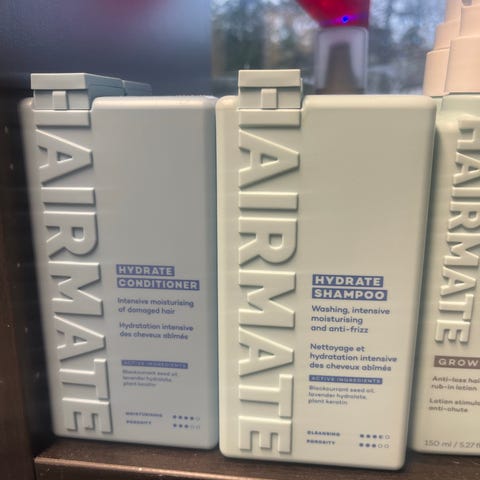 HAIRMATE
HYDRATE
CONDITIONER
Intensive moisturising
of damaged hair
Hydratation intensive
des cheveux abîmés
ACTIVE INGREDIENTS
Blackcurrant seed oil,
lavender hydrolate,
plant keratin
MOISTURISING
POROSITY
HAIRMATE
HYDRATE
SHAMPOO
Washing, intensive
moisturising
and anti-frizz
Nettoyage et
hydratation intensive
des cheveux abîmés
ACTIVE INGREDIENTS
Blackcurrant seed oil,
lavender hydrolate,
plant keratin
CLEANSING
POROSITY
HAIRMATE
GROW
Anti-loss hai
rub-in lotion
Lotion stimula
anti-chute
150 ml / 5.27 fl